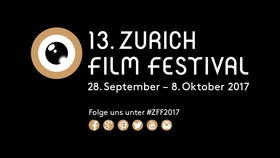 13. ZURICH
FILM FESTIVAL
28. September – 8. Oktober 2017
Folge uns unter #ZFF2017